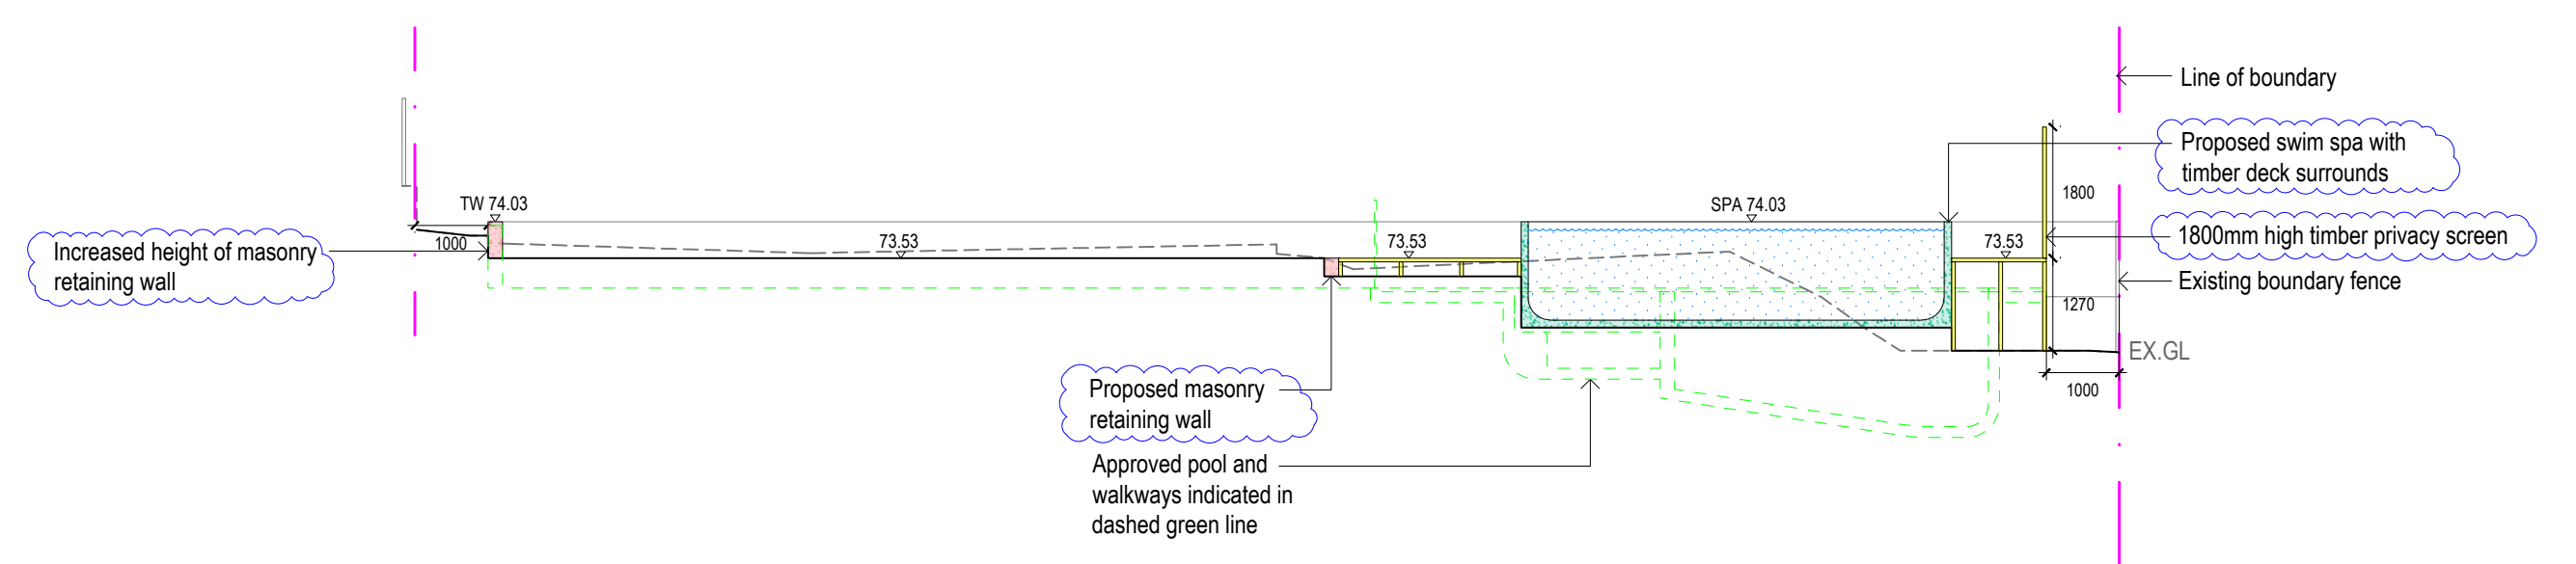 Line of boundary
Proposed swim spa with
timber deck surrounds
1800
TW 74.03
SPA 74.03
Increased height of masonry
retaining wall
1000
73.53
73.53
73.53
1800mm high timber privacy screen
Existing boundary fence
1270
EX.GL
1000
Proposed masonry
retaining wall
Approved pool and
walkways indicated in
dashed green line